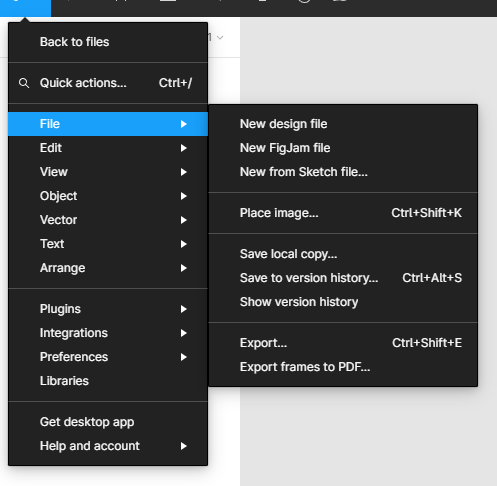 1
Back to files
Quick actions... Ctrl+/
File
Edit
View
Object
Vector
Text
Arrange
Plugins
Integrations
Preferences
Libraries
Get desktop app
Help and account
New design file
New FigJam file
New from Sketch file...
Place image... Ctrl+Shift+K
Save local copy...
Save to version history... Ctrl+Alt+S
Show version history
Export... Ctrl+Shift+E
Export frames to PDF...